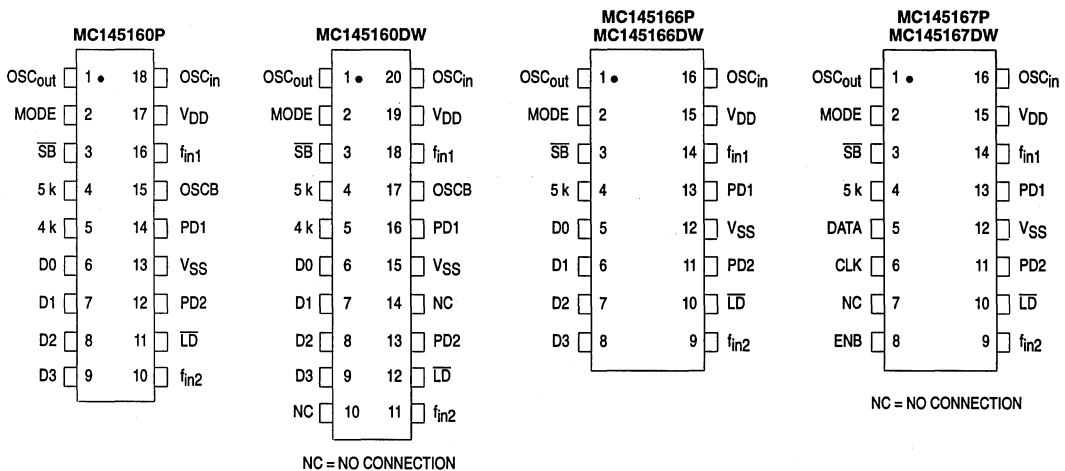 MC145160P
OSCout 1 18 OSCin
MODE 2 17 VDD
SB 3 16 fin1
5 k 4 15 OSCB
4 k 5 14 PD1
D0 6 13 VSS
D1 7 12 PD2
D2 8 11 LD
D3 9 10 fin2
MC145160DW
OSCout 1 20 OSCin
MODE 2 19 VDD
SB 3 18 fin1
5 k 4 17 OSCB
4 k 5 16 PD1
D0 6 15 VSS
D1 7 14 NC
D2 8 13 PD2
D3 9 12 LD
NC 10 11 fin2
NC = NO CONNECTION
MC145166P
MC145166DW
OSCout 1 16 OSCin
MODE 2 15 VDD
SB 3 14 fin1
5 k 4 13 PD1
D0 5 12 VSS
D1 6 11 PD2
D2 7 10 LD
D3 8 9 fin2
MC145167P
MC145167DW
OSCout 1 16 OSCin
MODE 2 15 VDD
SB 3 14 fin1
5 k 4 13 PD1
DATA 5 12 VSS
CLK 6 11 PD2
NC 7 10 LD
ENB 8 9 fin2
NC = NO CONNECTION